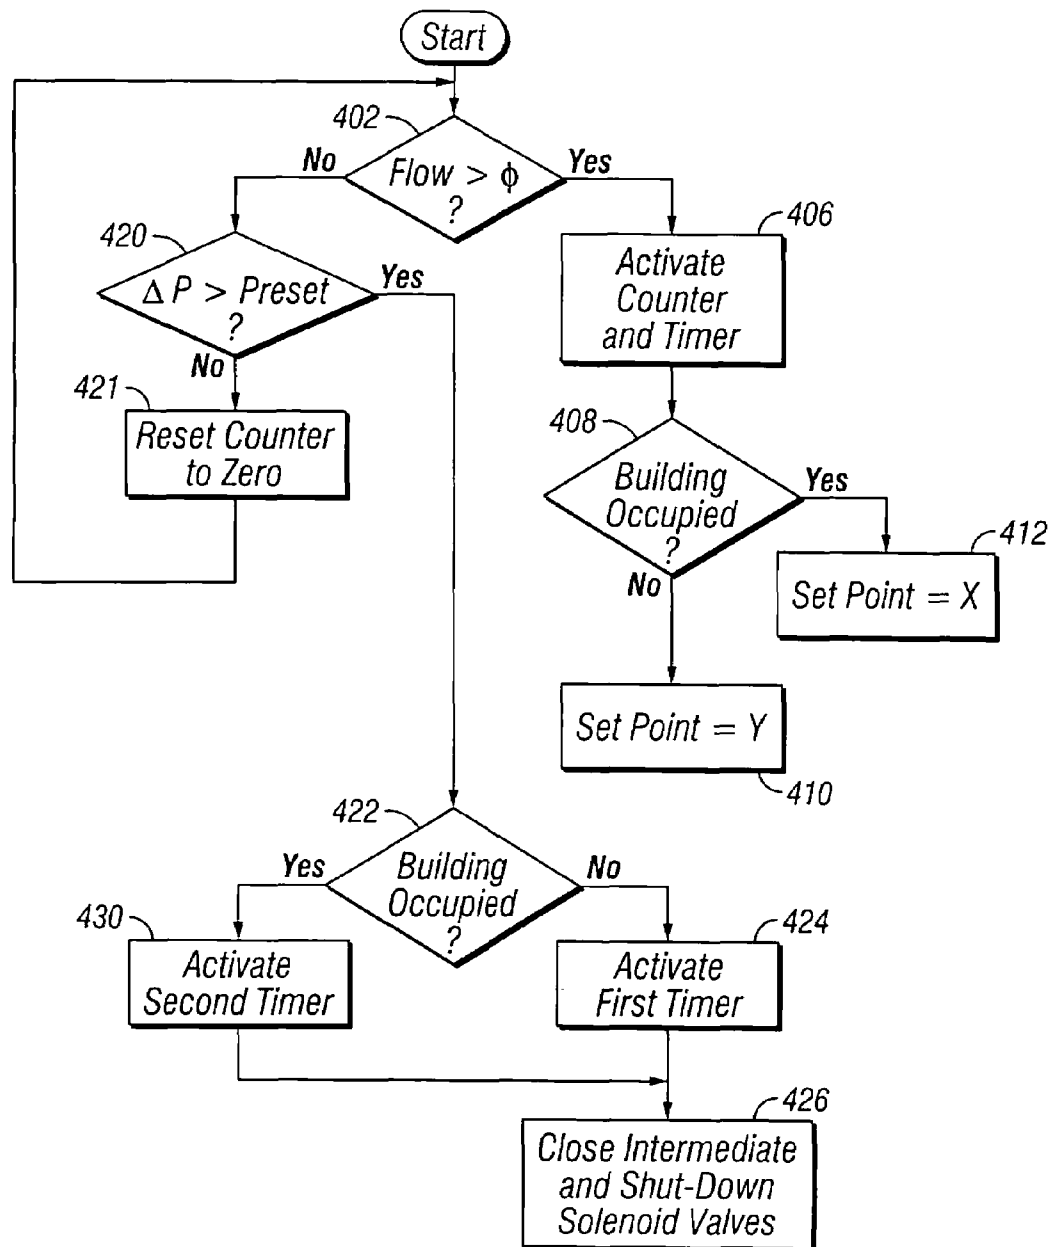 Start
402
No
Flow > ϕ
?
Yes
420
Δ P > Preset
?
Yes
No
406
Activate
Counter
and Timer
421
Reset Counter
to Zero
408
Building
Occupied
?
Yes
No
412
Set Point = X
Set Point = Y
410
422
Yes
Building
Occupied
?
No
430
Activate
Second Timer
424
Activate
First Timer
426
Close Intermediate
and Shut-Down
Solenoid Valves